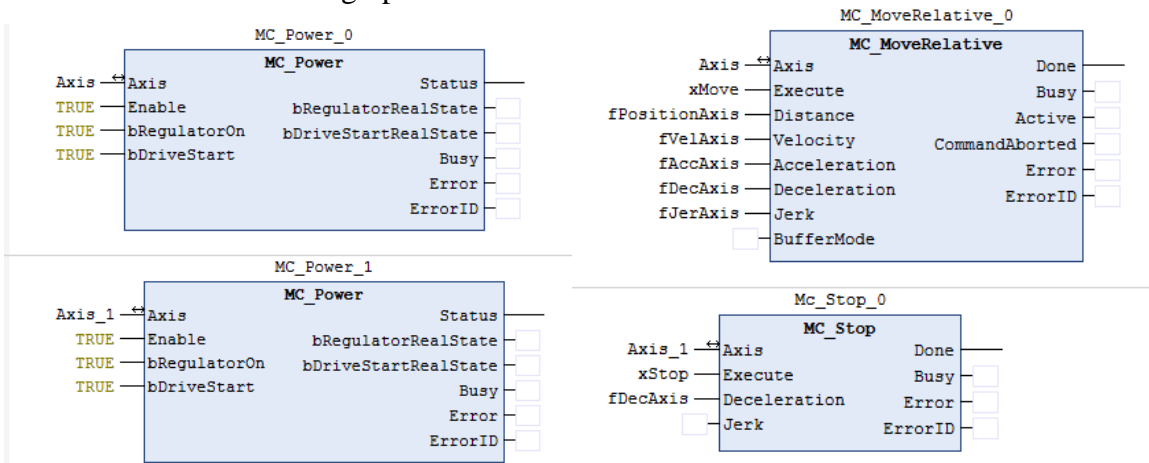 MC_Power_0
MC_Power
Axis Axis Status
TRUE Enable bRegulatorRealState
TRUE bRegulatorOn bDriveStartRealState
TRUE bDriveStart Busy
Error
ErrorID
MC_MoveRelative_0
MC_MoveRelative
Axis Axis Done
xMove Execute Busy
fPositionAxis Distance Active
fVelAxis Velocity CommandAborted
fAccAxis Acceleration Error
fDecAxis Deceleration ErrorID
fJerAxis Jerk
BufferMode
MC_Power_1
MC_Power
Axis_1 Axis Status
TRUE Enable bRegulatorRealState
TRUE bRegulatorOn bDriveStartRealState
TRUE bDriveStart Busy
Error
ErrorID
Mc_Stop_0
MC_Stop
Axis_1 Axis Done
xStop Execute Busy
fDecAxis Deceleration Error
Jerk ErrorID